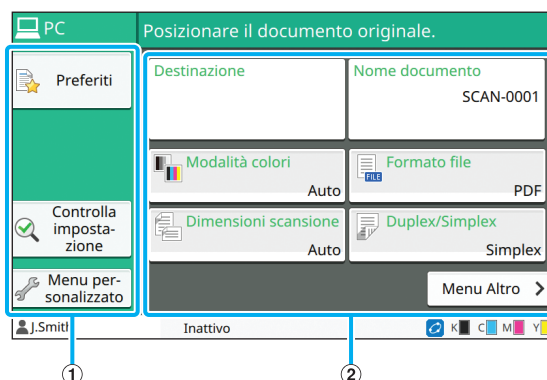 PC
Posizionare il documento originale.
Preferiti
Controlla
imposta-
zione
Menu per-
sonalizzato
Destinazione
Nome documento
SCAN-0001
Modalità colori
Auto
Formato file
FILE
PDF
Dimensioni scansione
Auto
Duplex/Simplex
Simplex
Menu Altro
J.Smith
Inattivo
K C M Y
1
2